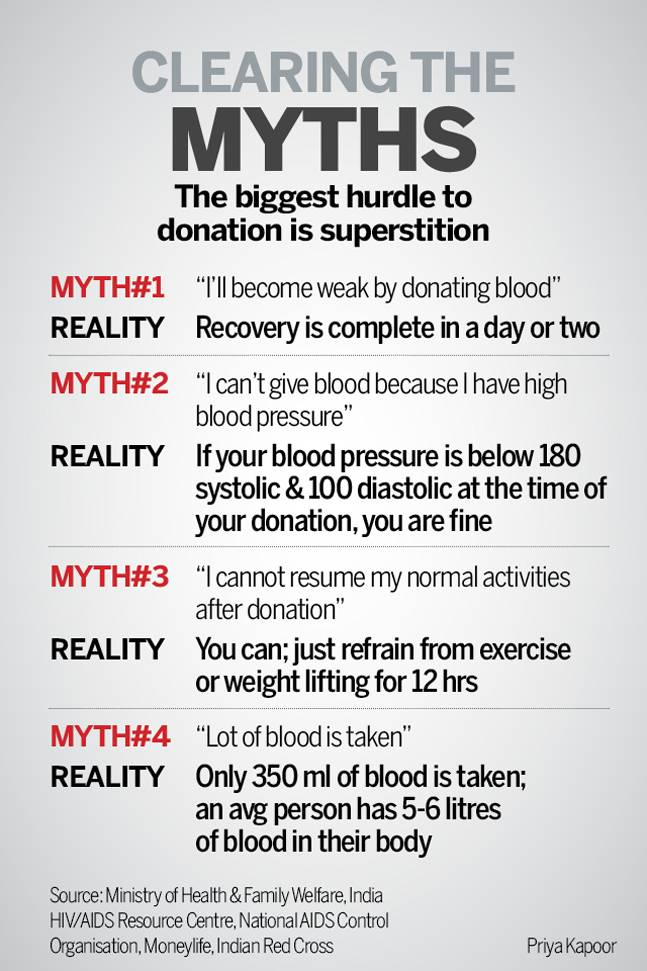 CLEARING THE
MYTHS
The biggest hurdle to
donation is superstition
MYTH#1 “I’ll become weak by donating blood”
REALITY Recovery is complete in a day or two
MYTH#2 “I can’t give blood because I have high
blood pressure”
REALITY If your blood pressure is below 180
systolic & 100 diastolic at the time of
your donation, you are fine
MYTH#3 “I cannot resume my normal activities
after donation”
REALITY You can; just refrain from exercise
or weight lifting for 12 hrs
MYTH#4 “Lot of blood is taken”
REALITY Only 350 ml of blood is taken;
an avg person has 5-6 litres
of blood in their body
Source: Ministry of Health & Family Welfare, India
HIV/AIDS Resource Centre, National AIDS Control
Organisation, Moneylife, Indian Red Cross
Priya Kapoor